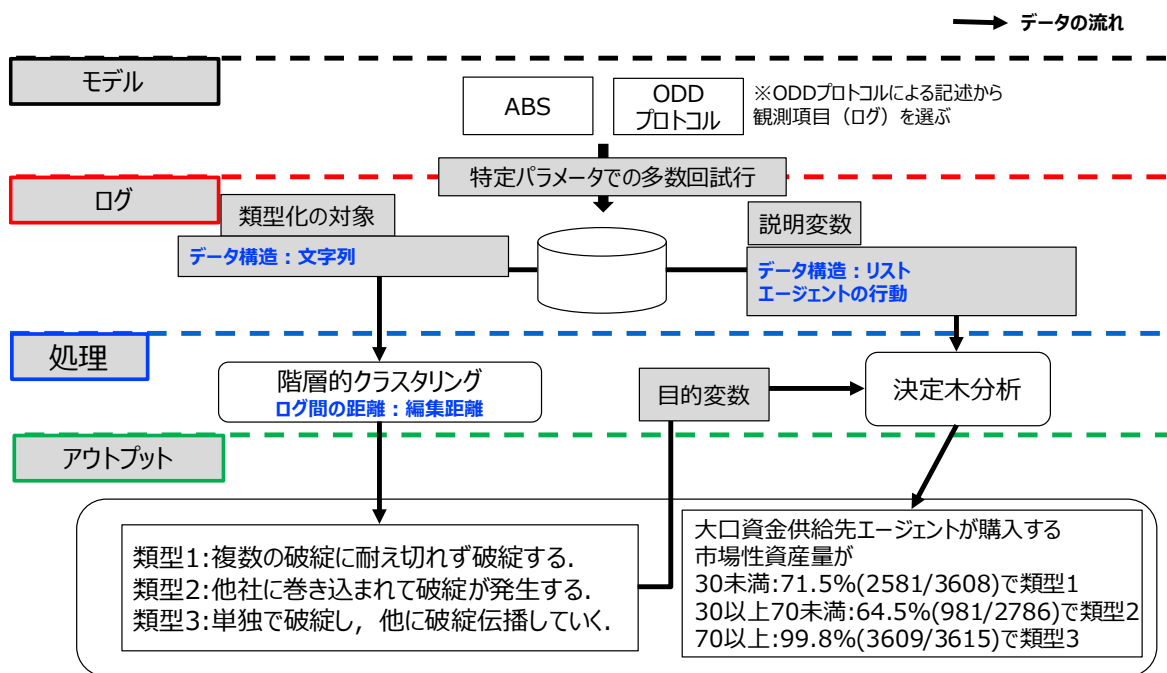 データの流れ
モデル
ABS
ODD
プロトコル
※ODDプロトコルによる記述から
観測項目（ログ）を選ぶ
特定パラメータでの多数回試行
ログ
類型化の対象
データ構造：文字列
説明変数
データ構造：リスト
エージェントの行動
処理
階層的クラスタリング
ログ間の距離：編集距離
目的変数
決定木分析
アウトプット
類型1:複数の破綻に耐え切れず破綻する.
類型2:他社に巻き込まれて破綻が発生する.
類型3:単独で破綻し，他に破綻伝播していく.
大口資金供給先エージェントが購入する
市場性資産量が
30未満:71.5%(2581/3608)で類型1
30以上70未満:64.5%(981/2786)で類型2
70以上:99.8%(3609/3615)で類型3